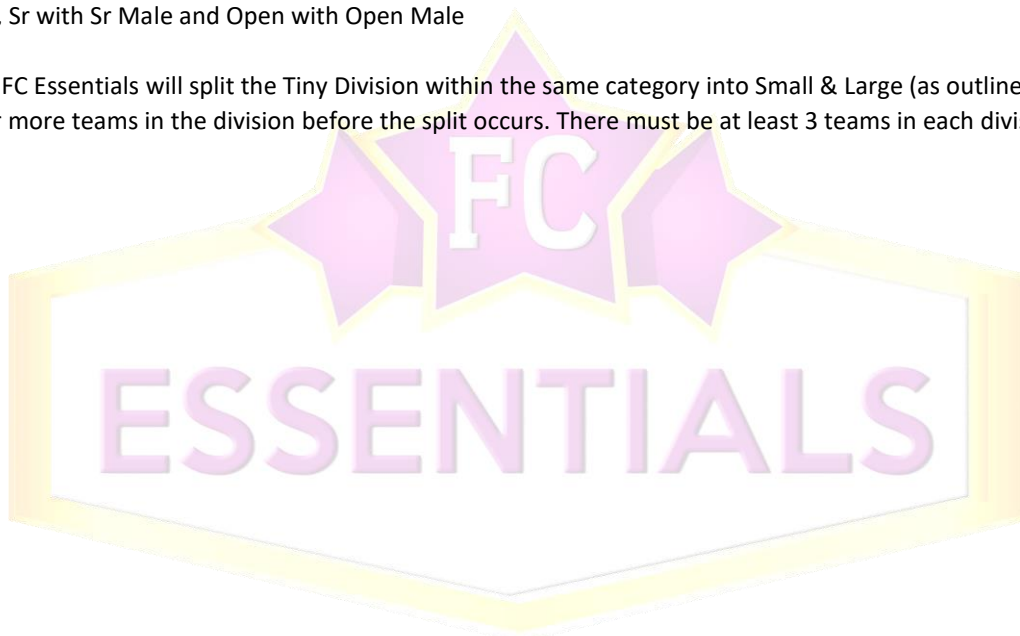 , Sr with Sr Male and Open with Open Male
FC Essentials will split the Tiny Division within the same category into Small & Large (as outline
more teams in the division before the split occurs. There must be at least 3 teams in each divi
FC
ESSENTIALS